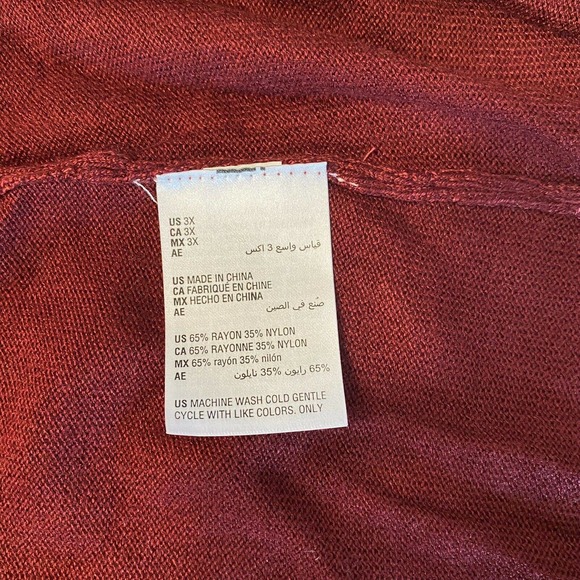 US 3X
CA 3X
MX 3X
AE قياس واسع 3 اكس
US MADE IN CHINA
CA FABRIQUÉ EN CHINE
MX HECHO EN CHINA
AE صُنع في الصين
US 65% RAYON 35% NYLON
CA 65% RAYONNE 35% NYLON
MX 65% rayón 35% nilón
AE 65% رايون 35% نايلون
US MACHINE WASH COLD GENTLE
CYCLE WITH LIKE COLORS. ONLY